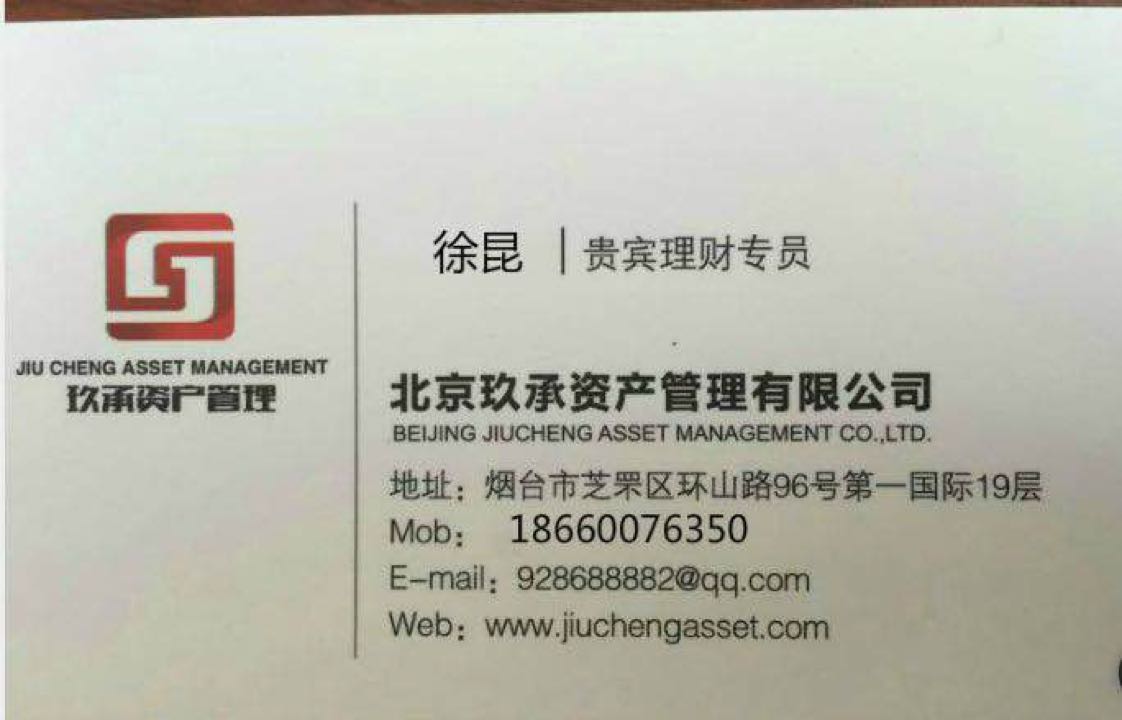 JIU CHENG ASSET MANAGEMENT
玖承资产管理
徐昆 | 贵宾理财专员
北京玖承资产管理有限公司
BEIJING JIUCHENG ASSET MANAGEMENT CO.,LTD.
地址：烟台市芝罘区环山路96号第一国际19层
Mob： 18660076350
E-mail：928688882@qq.com
Web：www.jiuchengasset.com